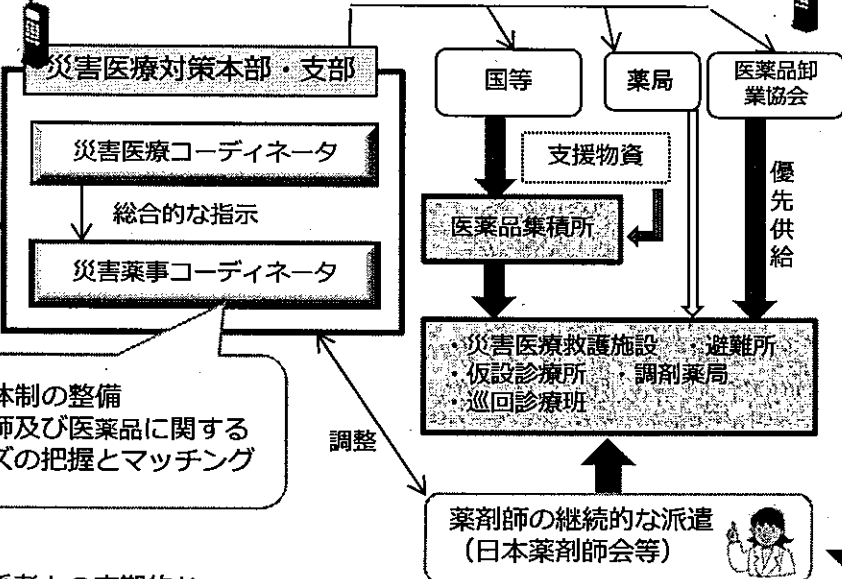 災害医療対策本部・支部
災害医療コーディネータ
総合的な指示
災害薬事コーディネータ
体制の整備
師及び医薬品に関する
ズの把握とマッチング
調整
国等
薬局
医薬品卸
業協会
支援物資
医薬品集積所
優先供給
・災害医療救護施設 ・避難所
・仮設診療所 ・調剤薬局
・巡回診療班
薬剤師の継続的な派遣
（日本薬剤師会等）